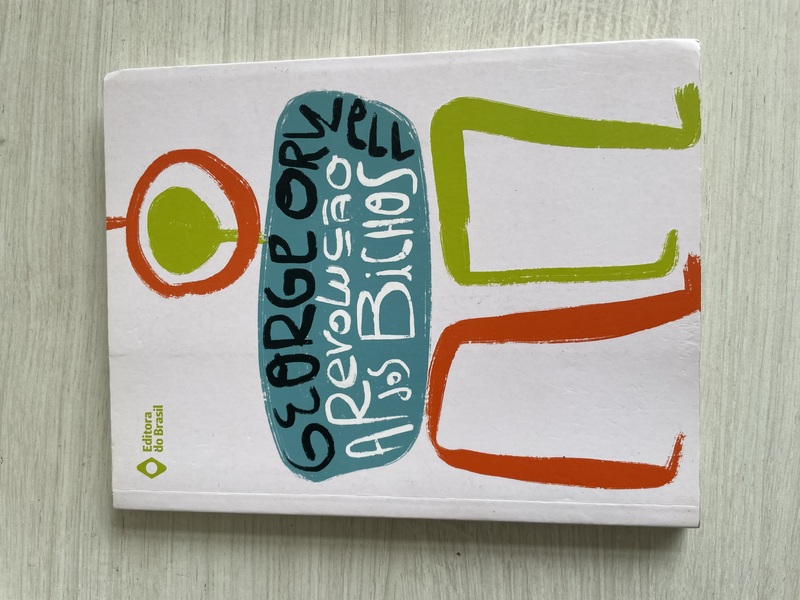 Editora
do Brasil
GEORGE ORWELL
A REVOLUÇÃO
dos BiCHOS